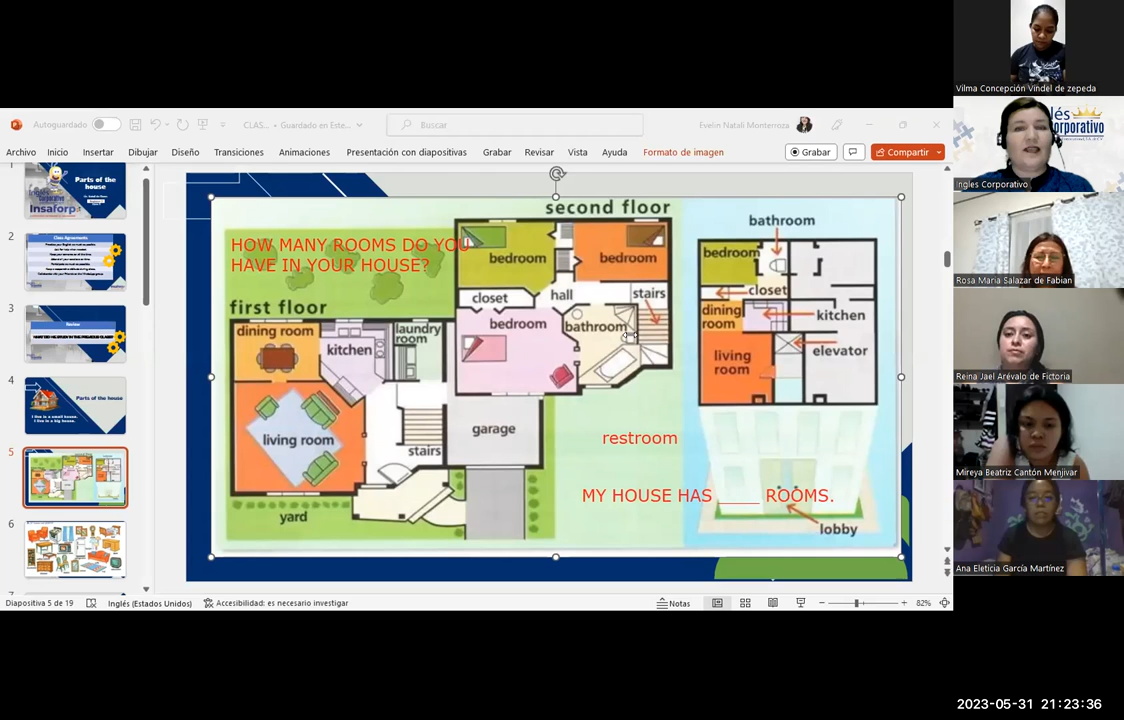 Vilma Concepción Vindel de zepeda
Ingles Corporativo
Rosa Maria Salazar de Fabian
Reina Jael Arévalo de Fictoria
Mireya Beatriz Cantón Menjivar
Ana Eleticia García Martínez
Autoguardado
CLAS... • Guardado en Este...
Buscar
Evelin Natali Monterroza
Archivo Inicio Insertar Dibujar Diseño Transiciones Animaciones Presentación con diapositivas Grabar Revisar Vista Ayuda Formato de imagen
Grabar
Compartir
1
Parts of the
house
Insaforp
2
Class Agreements
3
Review
4
Parts of the house
I live in a small house.
I live in a big house.
5
6
HOW MANY ROOMS DO YOU
HAVE IN YOUR HOUSE?
second floor
bedroom
bedroom
closet
hall
stairs
bedroom
bathroom
first floor
dining room
kitchen
laundry
room
living room
stairs
garage
yard
bathroom
bedroom
closet
dining
room
kitchen
living
room
elevator
restroom
MY HOUSE HAS ____ ROOMS.
lobby
Diapositiva 5 de 19
Inglés (Estados Unidos)
Accesibilidad: es necesario investigar
Notas
82%
2023-05-31 21:23:36